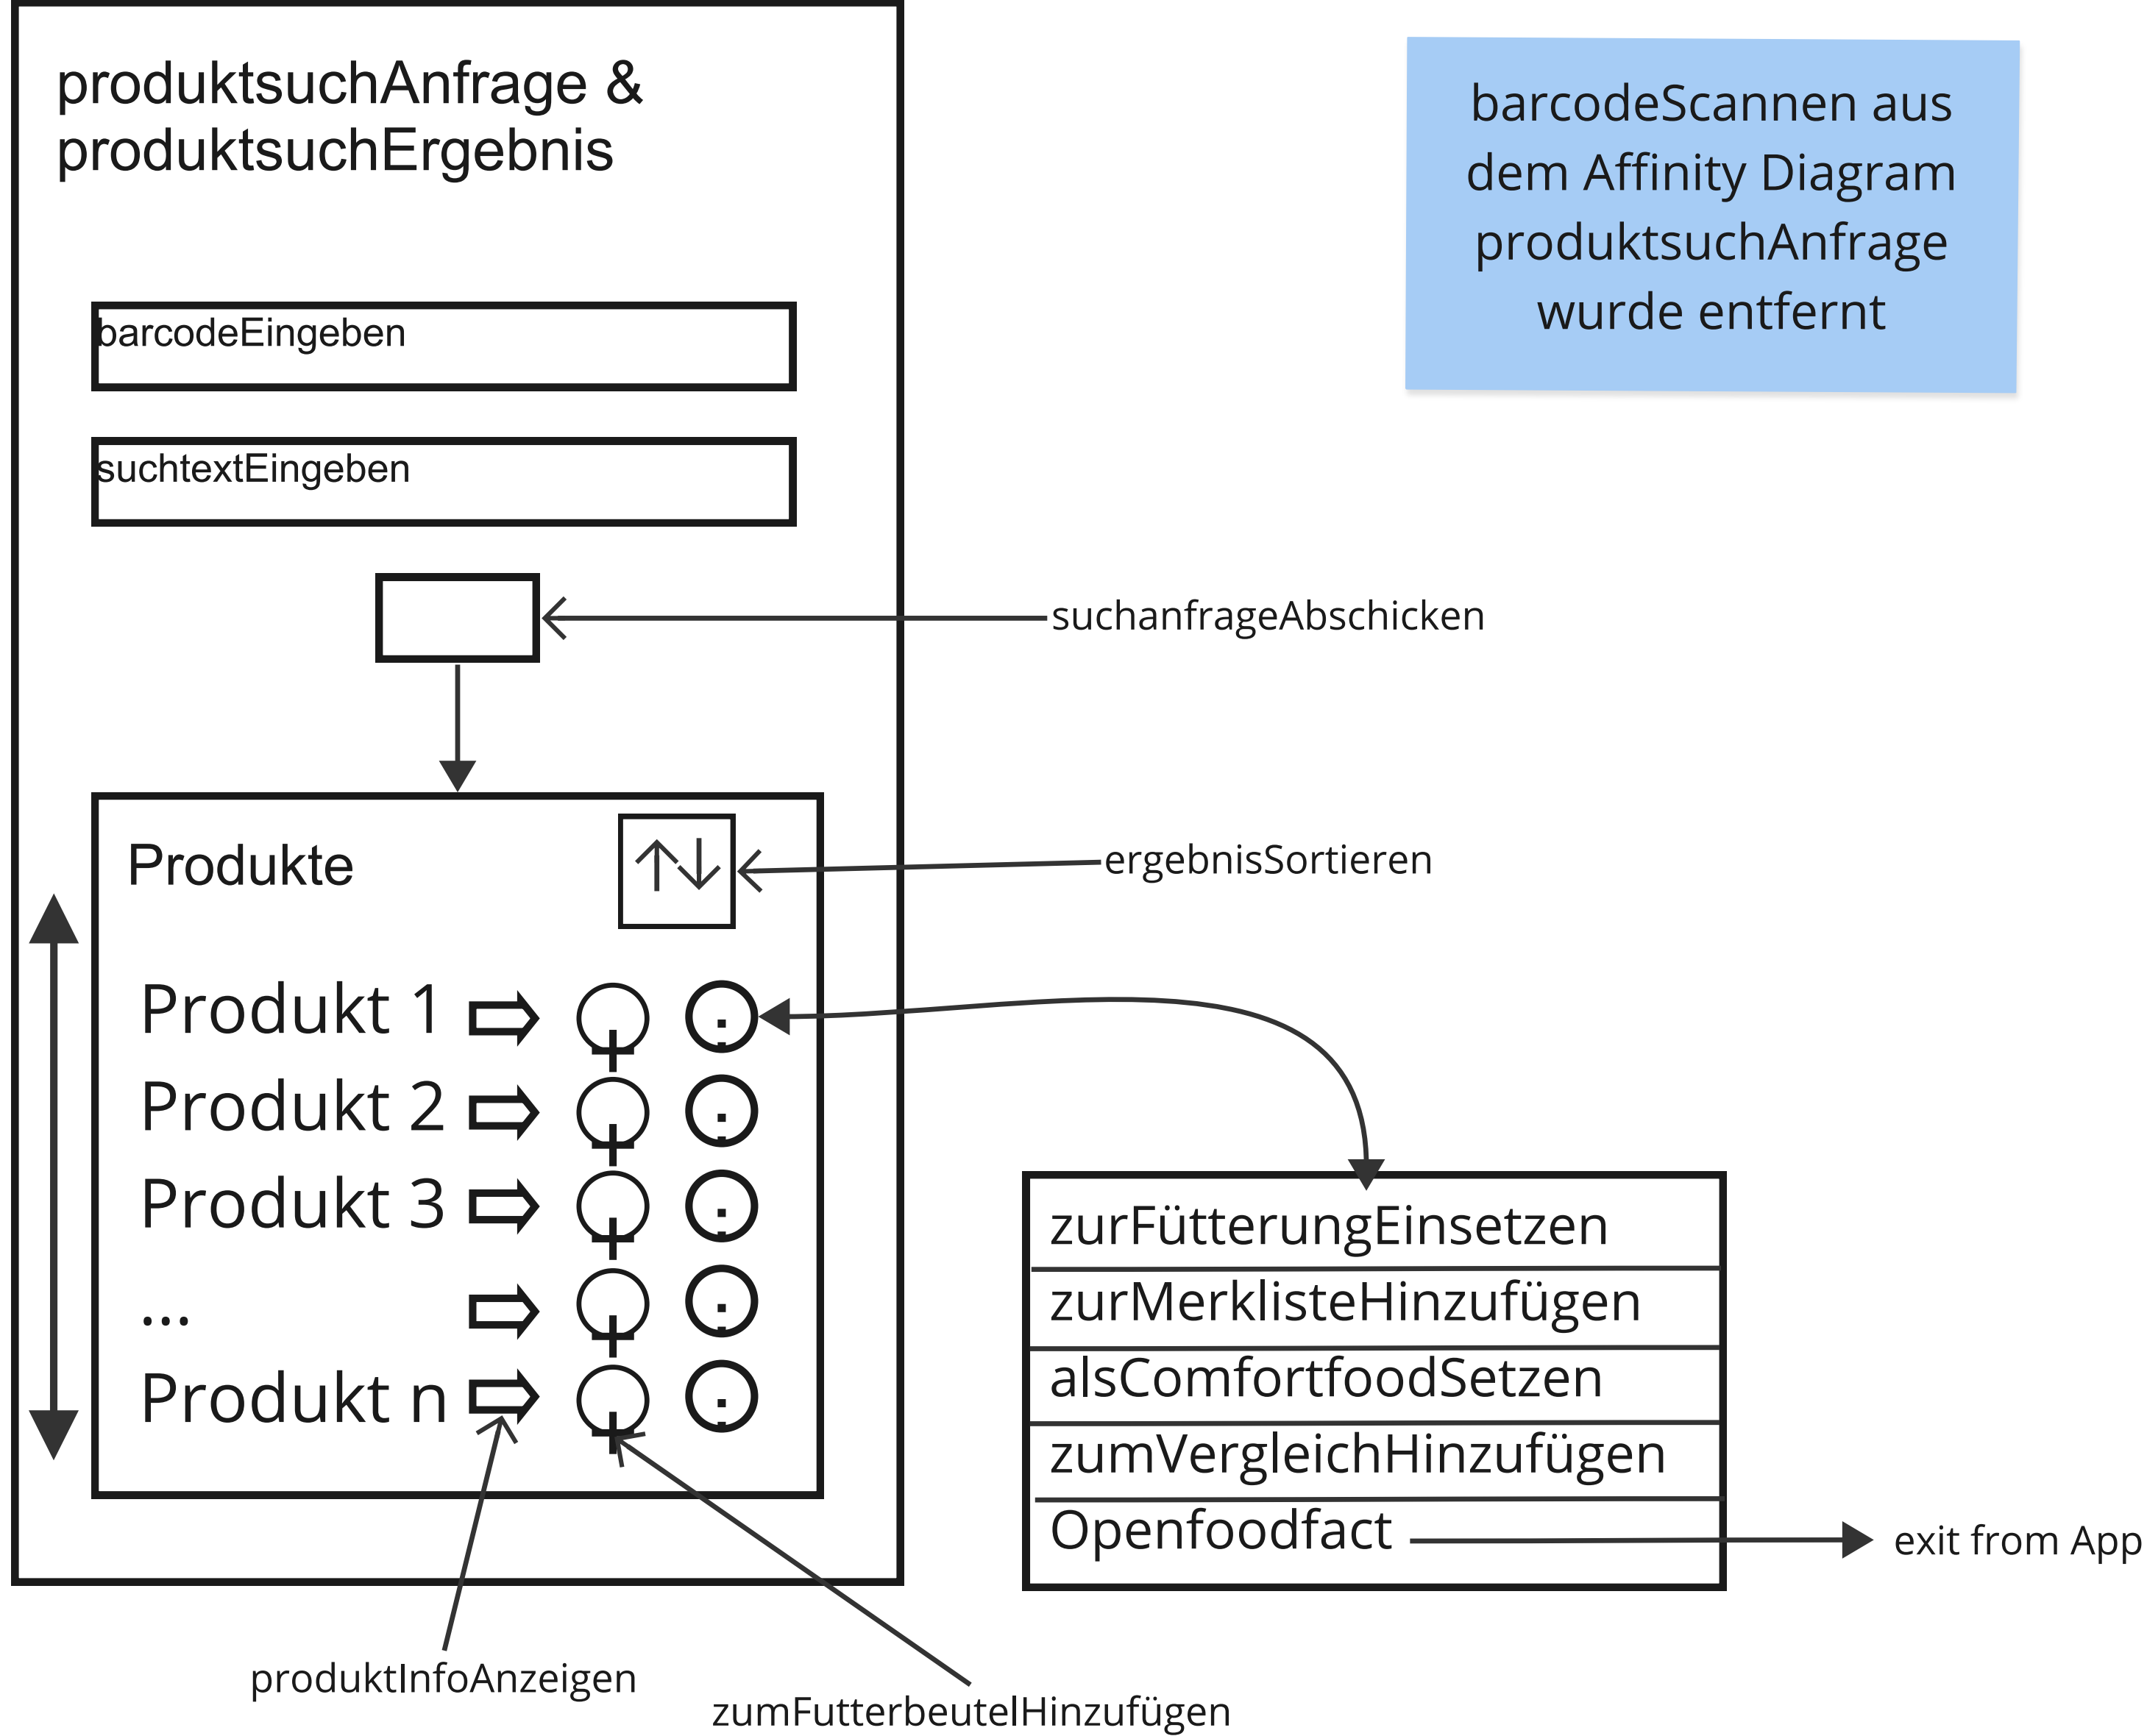 produktsuchAnfrage &
produktsuchErgebnis
barcodeScannen aus
dem Affinity Diagram
produktsuchAnfrage
wurde entfernt
barcodeEingeben
suchtextEingeben
suchanfrageAbschicken
Produkte
ergebnisSortieren
Produkt 1
Produkt 2
Produkt 3
...
Produkt n
zurFütterungEinsetzen
zurMerklisteHinzufügen
alsComfortfoodSetzen
zumVergleichHinzufügen
Openfoodfact
exit from App
produktInfoAnzeigen
zumFutterbeutelHinzufügen